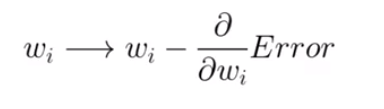 w_i ⟶ w_i − ∂/∂w_i Error